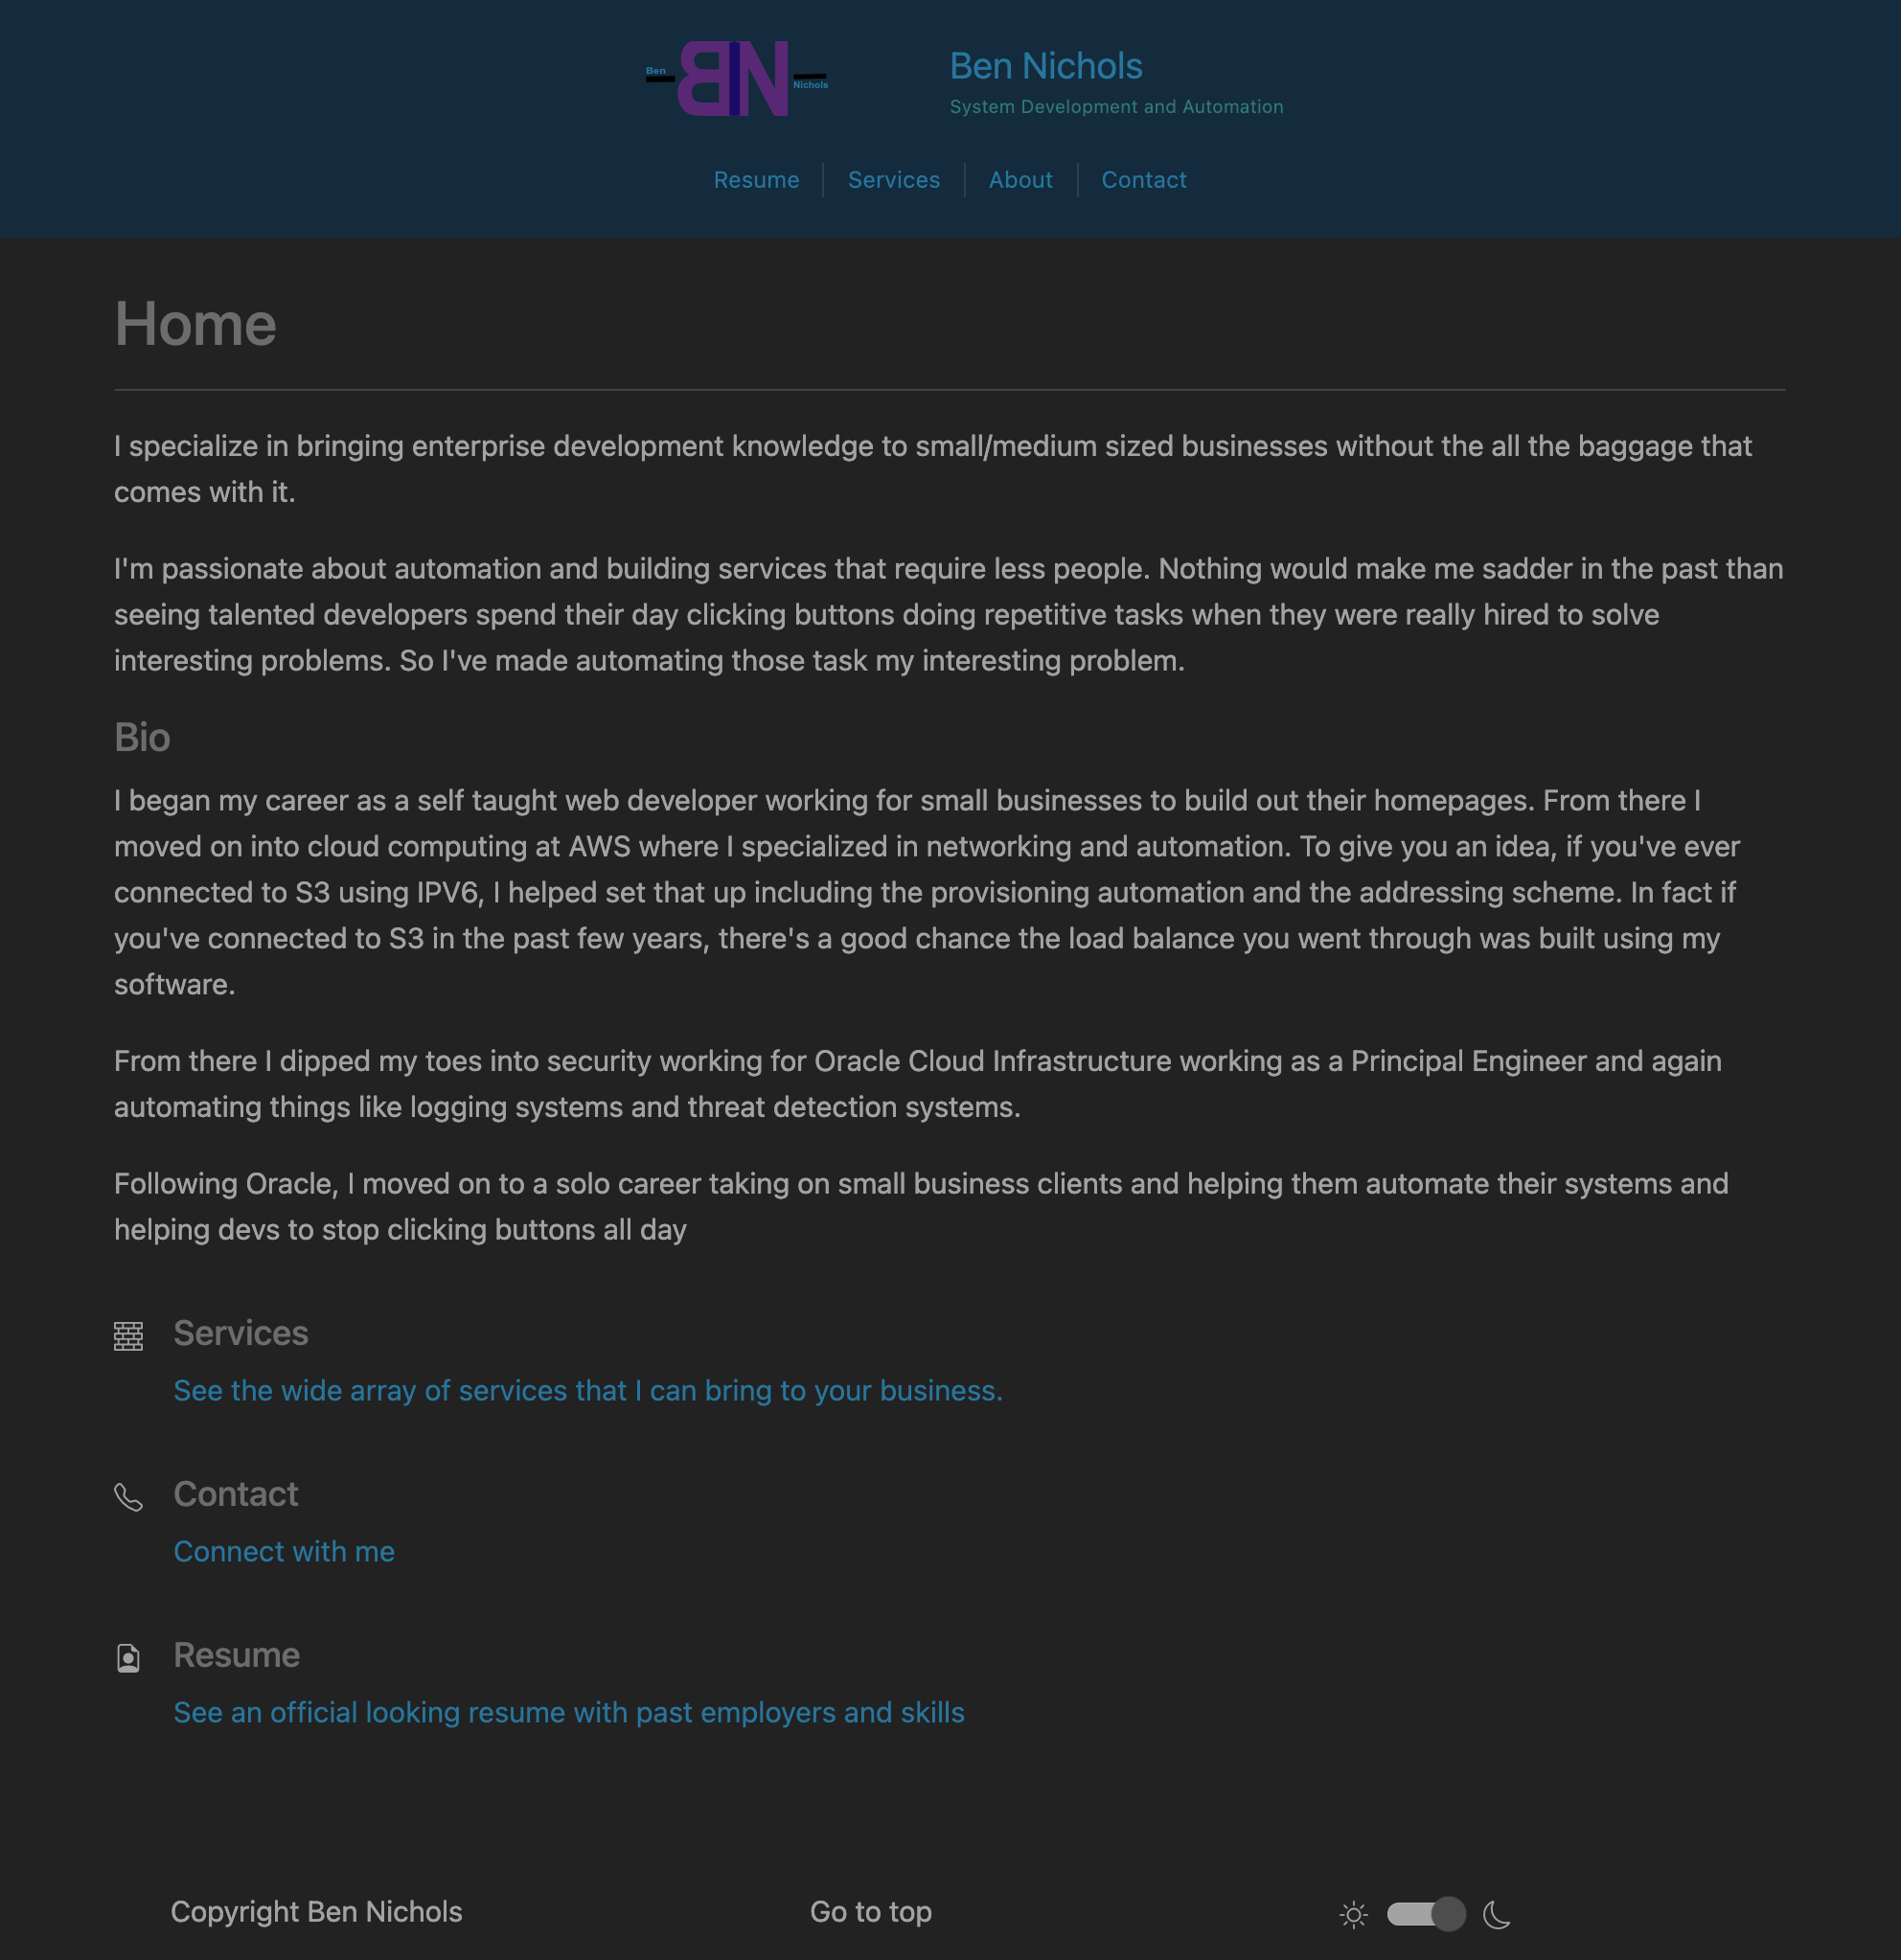 Ben
BN
Nichols
Ben Nichols
System Development and Automation
Resume
Services
About
Contact
Home
I specialize in bringing enterprise development knowledge to small/medium sized businesses without the all the baggage that
comes with it.
I'm passionate about automation and building services that require less people. Nothing would make me sadder in the past than
seeing talented developers spend their day clicking buttons doing repetitive tasks when they were really hired to solve
interesting problems. So I've made automating those task my interesting problem.
Bio
I began my career as a self taught web developer working for small businesses to build out their homepages. From there I
moved on into cloud computing at AWS where I specialized in networking and automation. To give you an idea, if you've ever
connected to S3 using IPV6, I helped set that up including the provisioning automation and the addressing scheme. In fact if
you've connected to S3 in the past few years, there's a good chance the load balance you went through was built using my
software.
From there I dipped my toes into security working for Oracle Cloud Infrastructure working as a Principal Engineer and again
automating things like logging systems and threat detection systems.
Following Oracle, I moved on to a solo career taking on small business clients and helping them automate their systems and
helping devs to stop clicking buttons all day
Services
See the wide array of services that I can bring to your business.
Contact
Connect with me
Resume
See an official looking resume with past employers and skills
Copyright Ben Nichols
Go to top